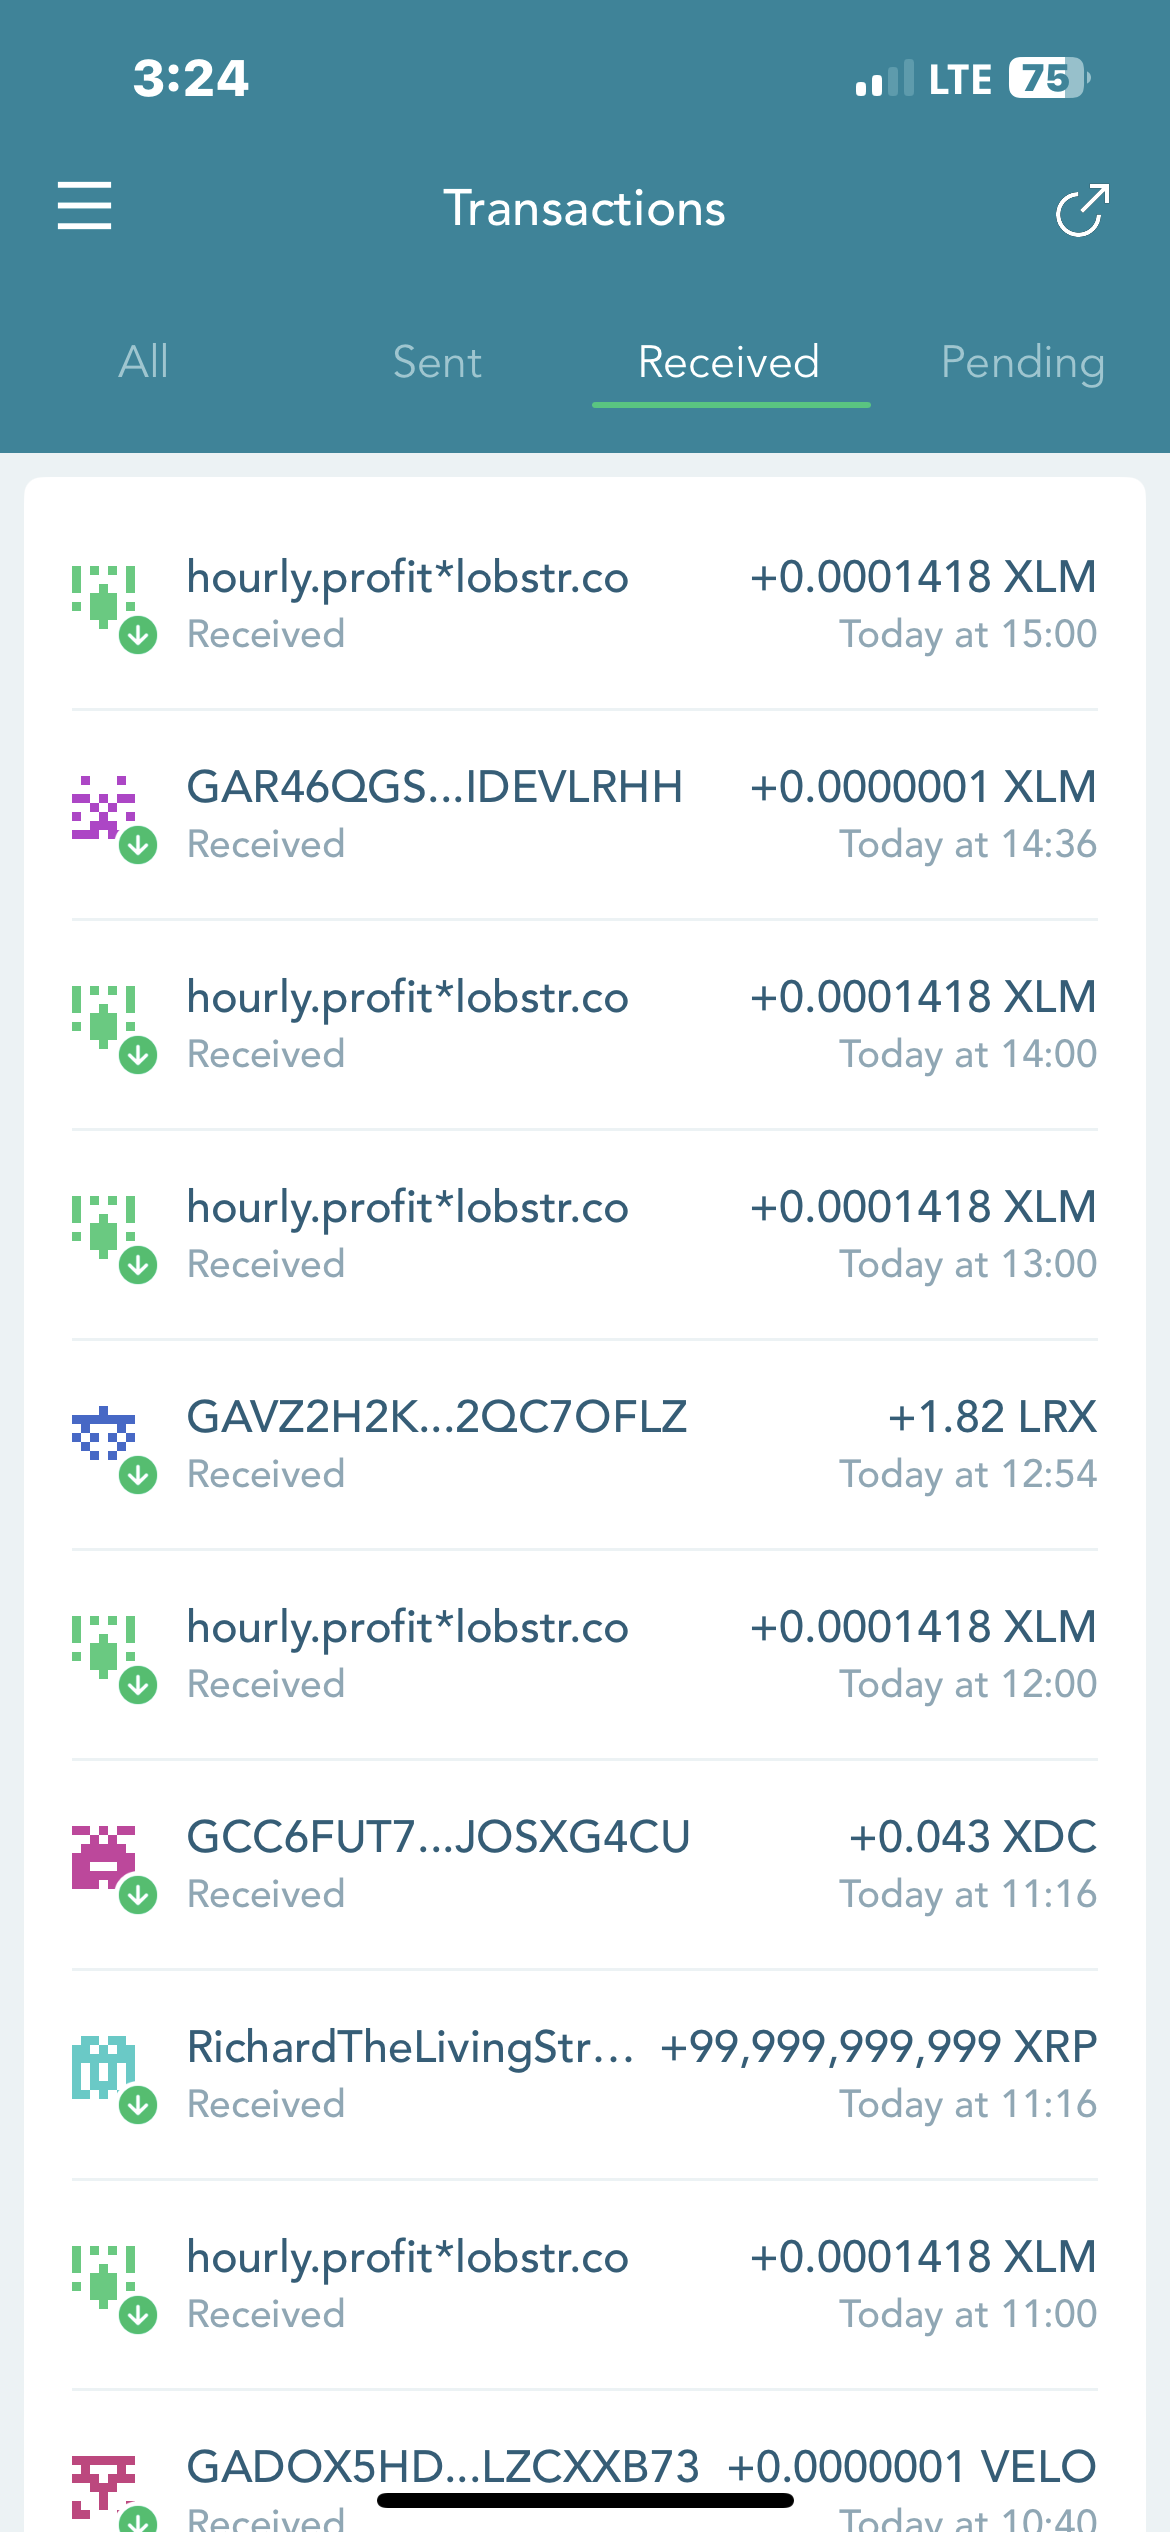 3:24
LTE 75
Transactions
All Sent Received Pending
hourly.profit*lobstr.co +0.0001418 XLM
Received Today at 15:00
GAR46QGS...IDEVLRHH +0.0000001 XLM
Received Today at 14:36
hourly.profit*lobstr.co +0.0001418 XLM
Received Today at 14:00
hourly.profit*lobstr.co +0.0001418 XLM
Received Today at 13:00
GAVZ2H2K...2QC7OFLZ +1.82 LRX
Received Today at 12:54
hourly.profit*lobstr.co +0.0001418 XLM
Received Today at 12:00
GCC6FUT7...JOSXG4CU +0.043 XDC
Received Today at 11:16
RichardTheLivingStr... +99,999,999,999 XRP
Received Today at 11:16
hourly.profit*lobstr.co +0.0001418 XLM
Received Today at 11:00
GADOX5HD...LZCXXB73 +0.0000001 VELO
Received Today at 10:40